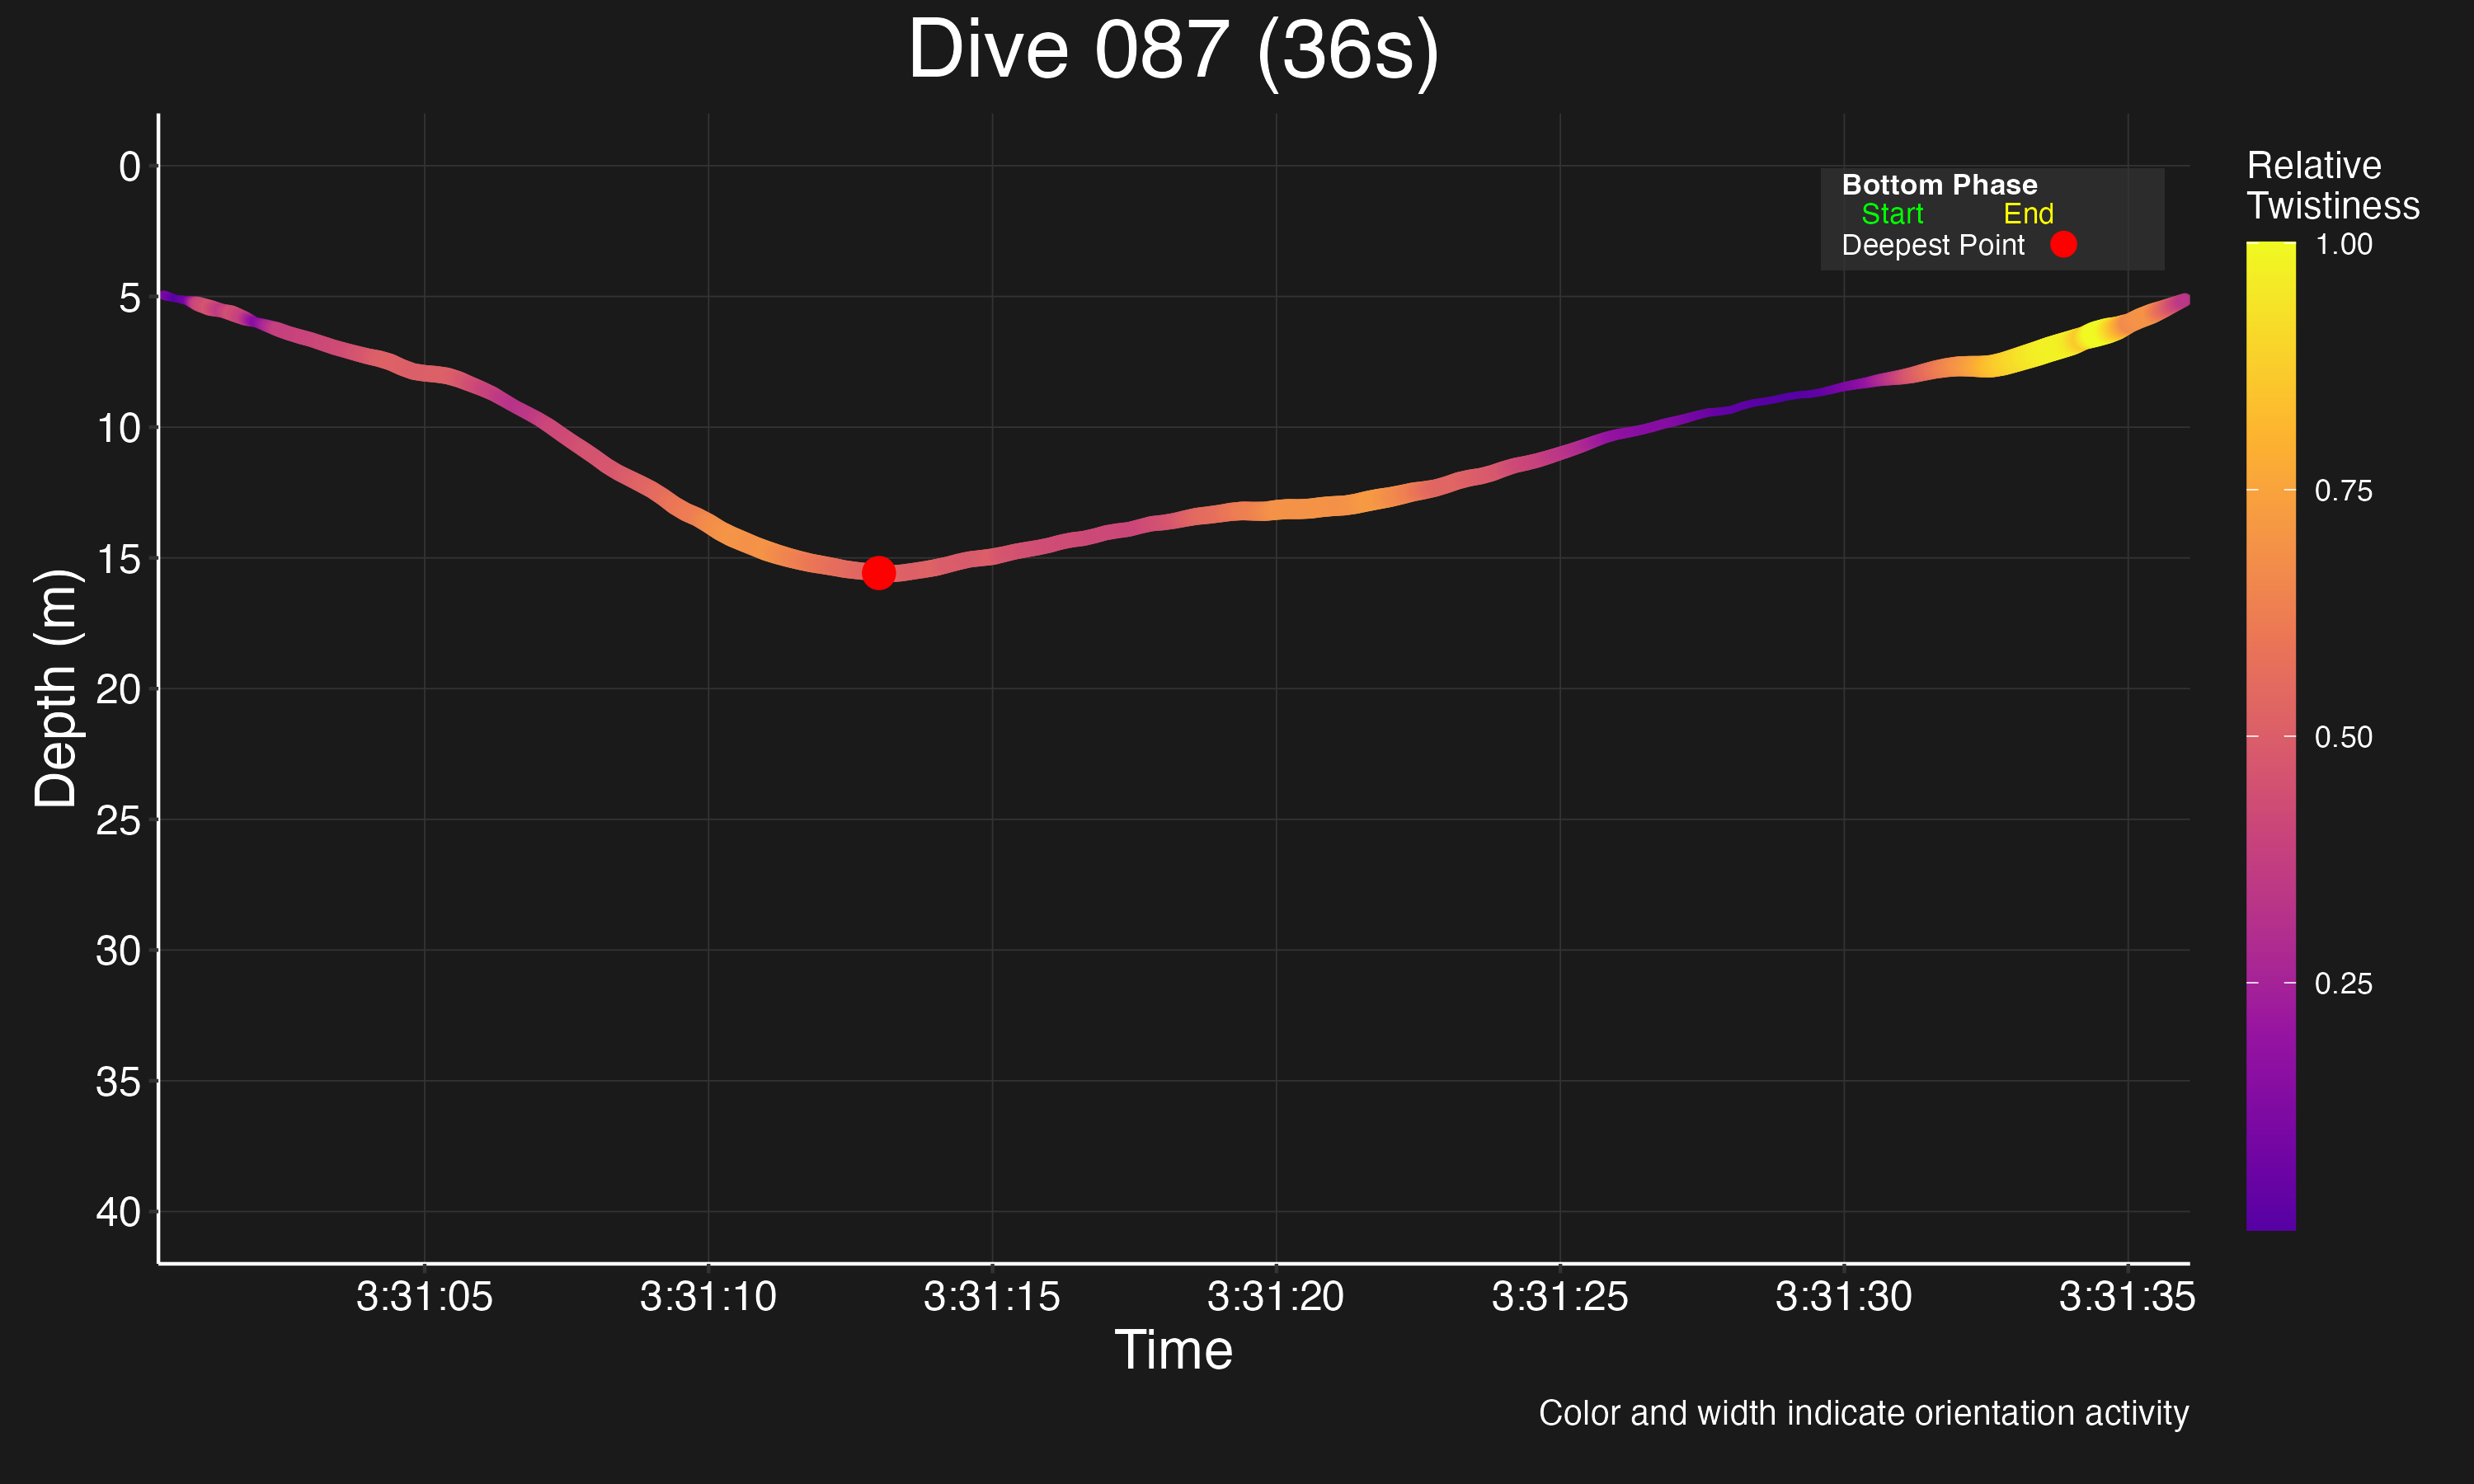 Dive 087 (36s)
Relative
Twistiness
1.00
0.75
0.50
0.25
Bottom Phase
Start End
Deepest Point
Depth (m)
0
5
10
15
20
25
30
35
40
3:31:05 3:31:10 3:31:15 3:31:20 3:31:25 3:31:30 3:31:35
Time
Color and width indicate orientation activity